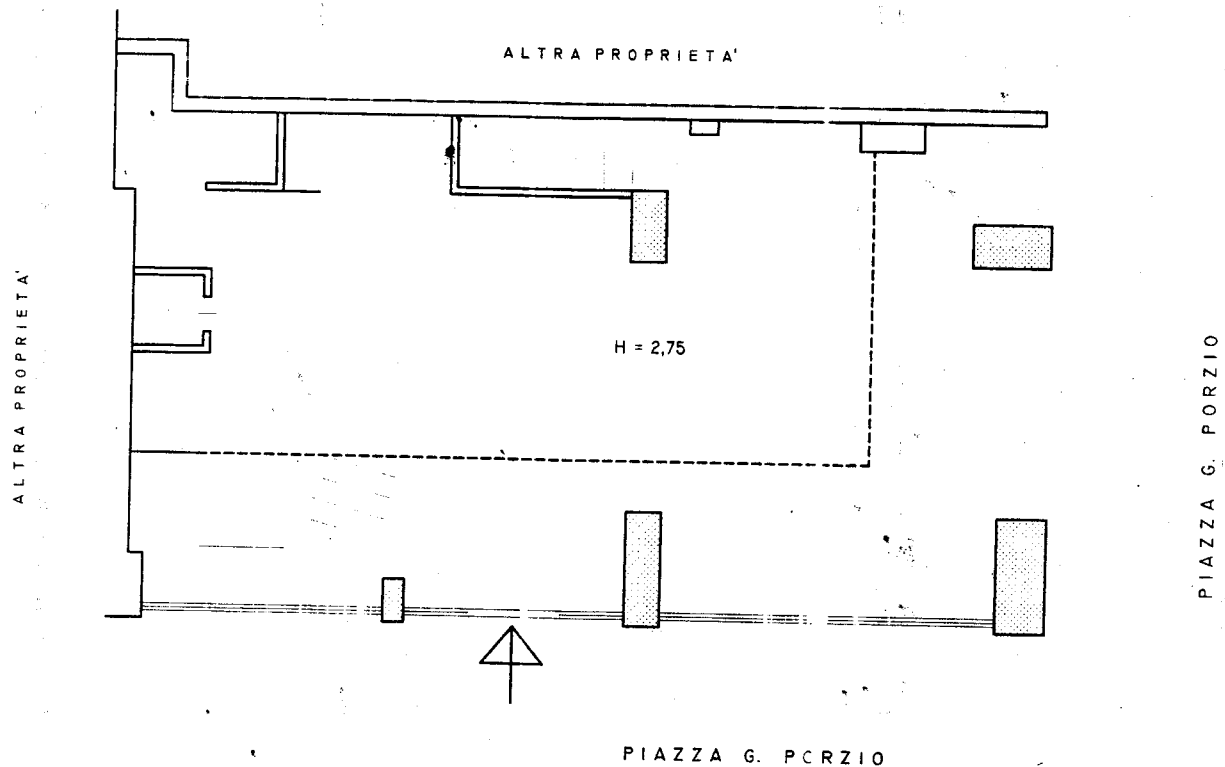 ALTRA PROPRIETA'
ALTRA PROPRIETA'
H = 2,75
PIAZZA G. PORZIO
PIAZZA G. PORZIO